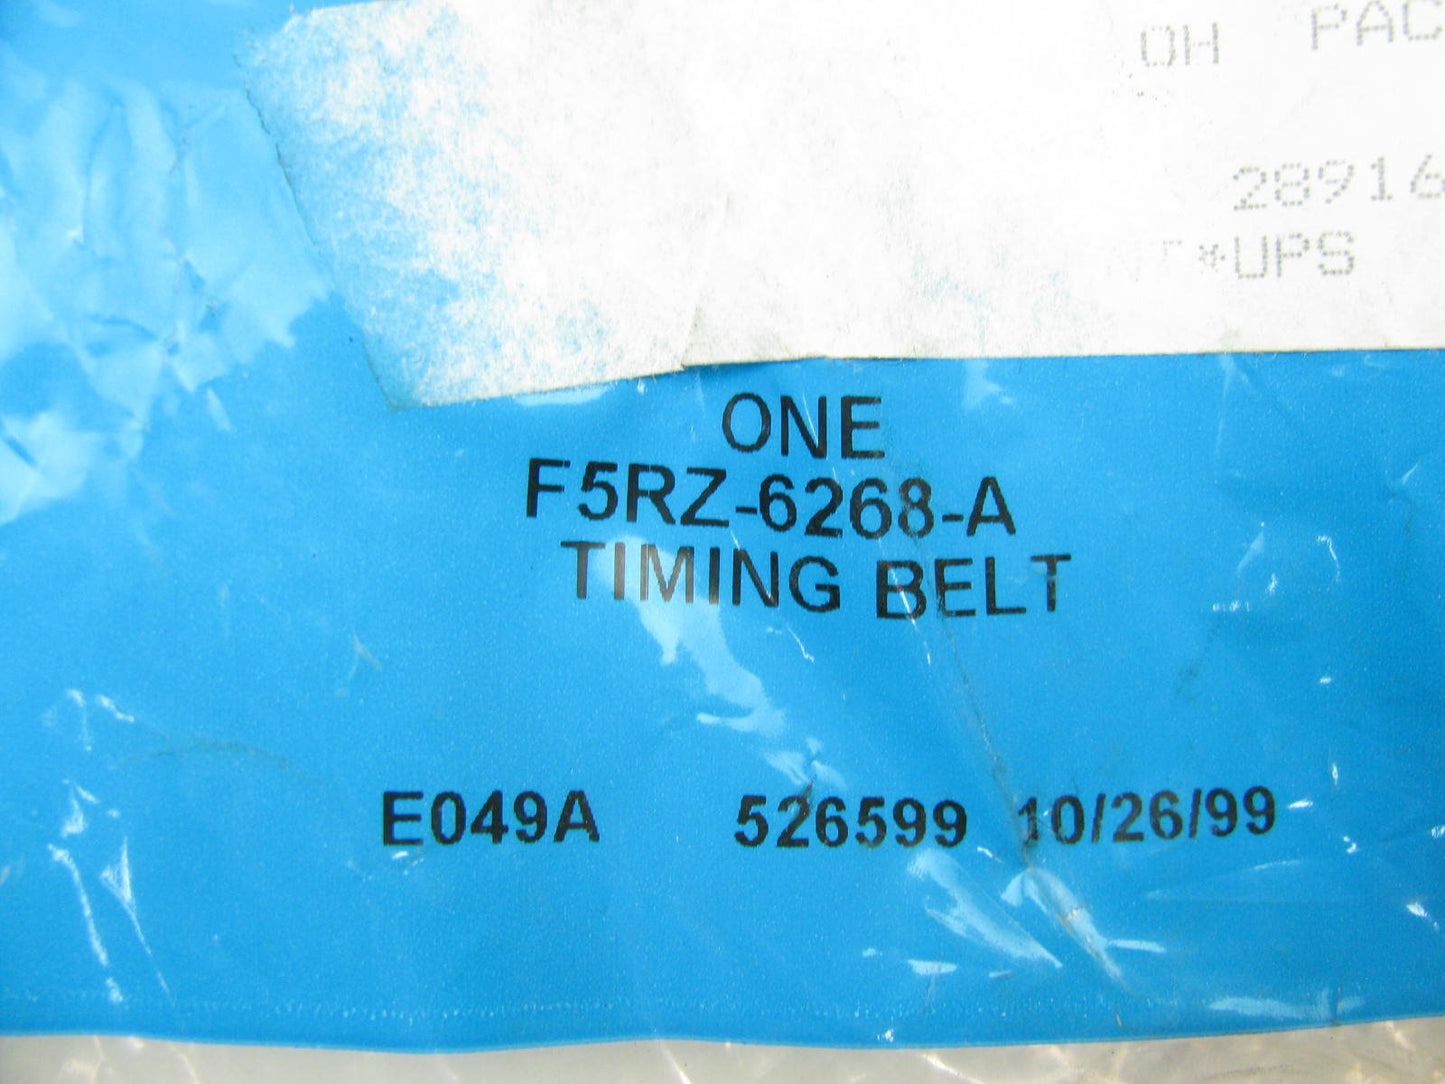 OH PAC
28916
*UPS
ONE
F5RZ-6268-A
TIMING BELT
E049A 526599 10/26/99